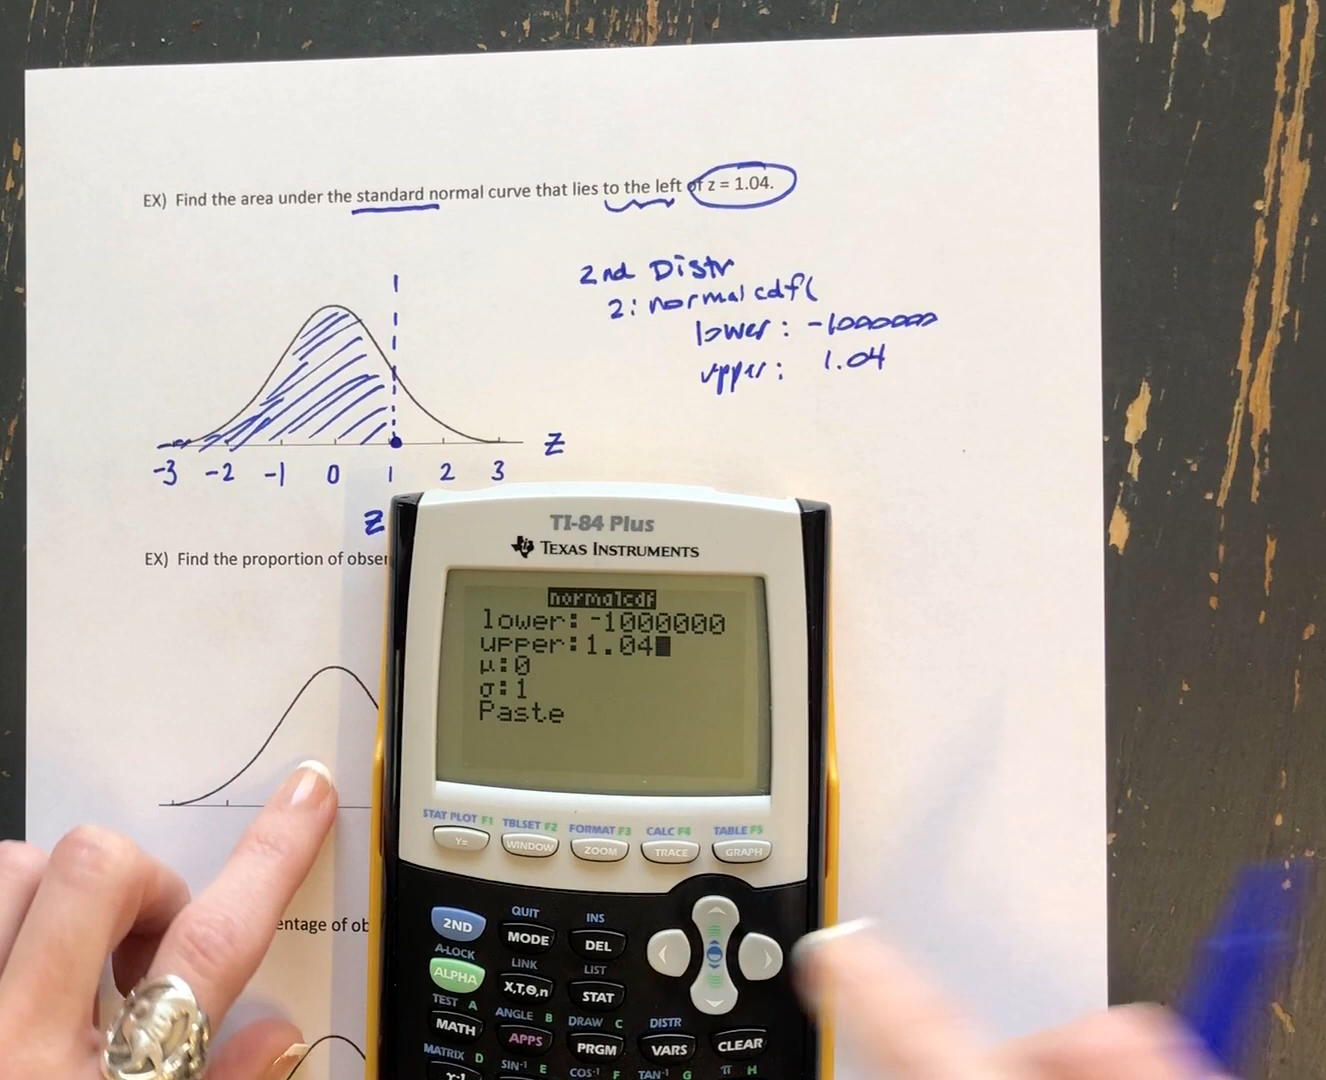 EX) Find the area under the standard normal curve that lies to the left of z = 1.04.
2nd Distr
2: normalcdf(
lower: -1000000
upper: 1.04
-3 -2 -1 0 1 2 3 Z
Z
EX) Find the proportion of obser
TI-84 Plus
TEXAS INSTRUMENTS
normalcdf
lower: -1000000
upper:1.04
μ:0
σ:1
Paste
STAT PLOT F1 TBLSET F2 FORMAT F3 CALC F4 TABLE F5
Y= WINDOW ZOOM TRACE GRAPH
entage of ob
QUIT INS
2ND MODE DEL
A-LOCK LINK LIST
ALPHA X,T,Θ,n STAT
TEST A ANGLE B DRAW C DISTR
MATH APPS PRGM VARS CLEAR
MATRIX D SIN-1 E COS-1 F TAN-1 G π H
x-1